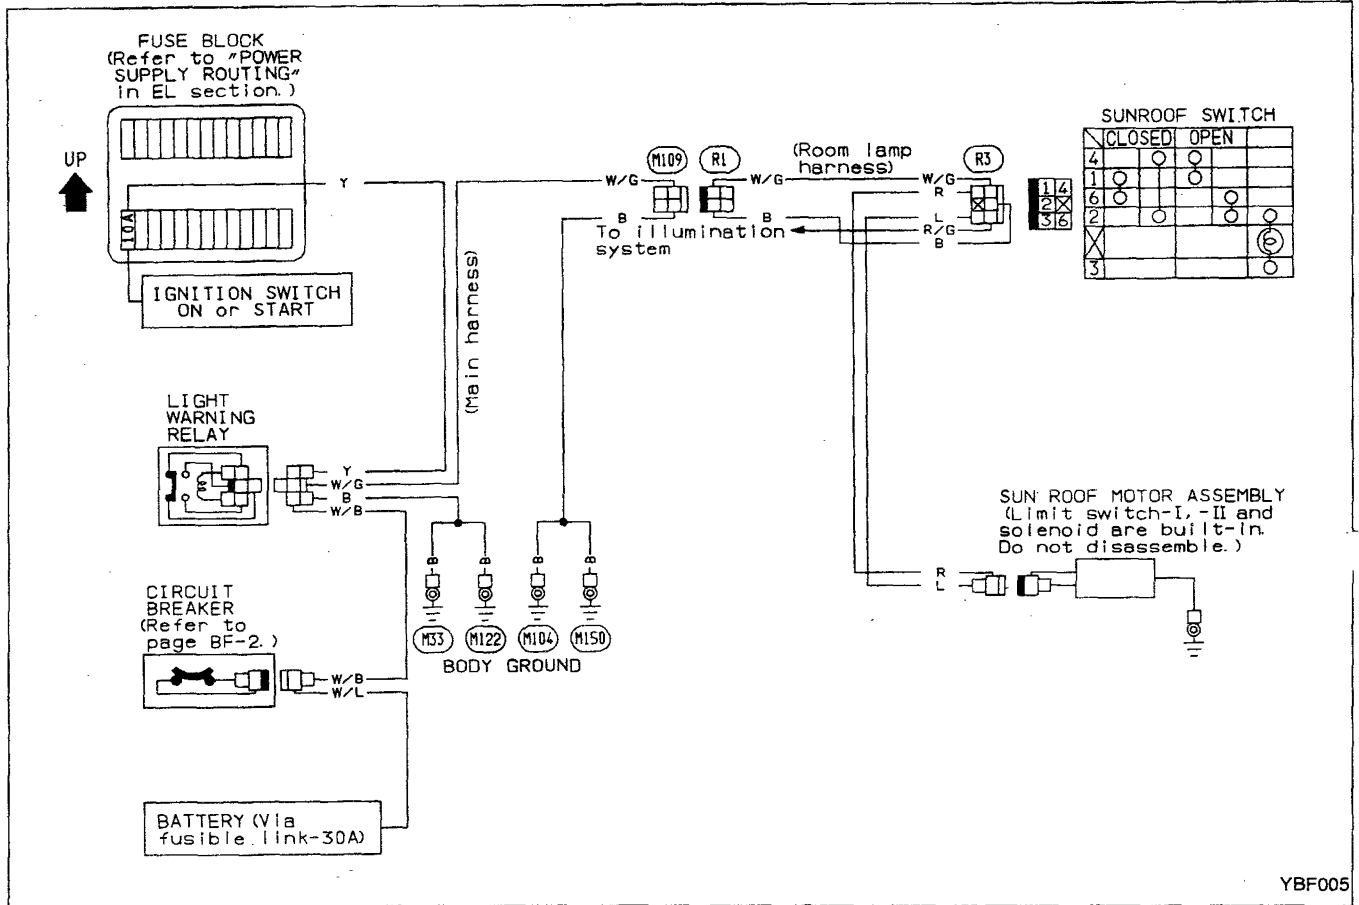 FUSE BLOCK
(Refer to "POWER
SUPPLY ROUTING"
in EL section.)
UP
10A
Y
IGNITION SWITCH
ON or START
(Main harness)
M109
R1
(Room lamp
harness)
R3
W/G
W/G
W/G
R
B
B
L
R/G
B
To illumination
system
1 4
2
3 6
SUNROOF SWITCH
CLOSED OPEN
4
1
6
2
3
LIGHT
WARNING
RELAY
Y
W/G
B
W/B
B
B
B
B
M33
M122
M104
M150
BODY GROUND
CIRCUIT
BREAKER
(Refer to
page BF-2.)
W/B
W/L
BATTERY (Via
fusible link-30A)
SUN ROOF MOTOR ASSEMBLY
(Limit switch-I, -II and
solenoid are built-in.
Do not disassemble.)
R
L
YBF005